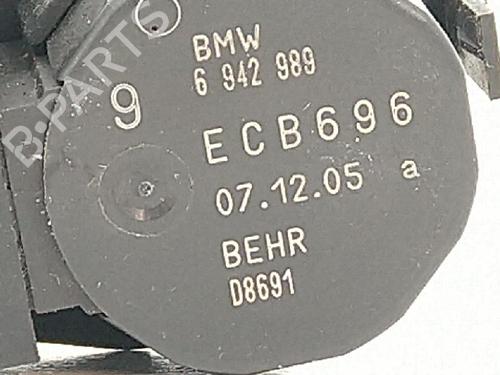 BMW
6 942 989
9
ECB696
07.12.05 a
BEHR
D8691
B-PARTS